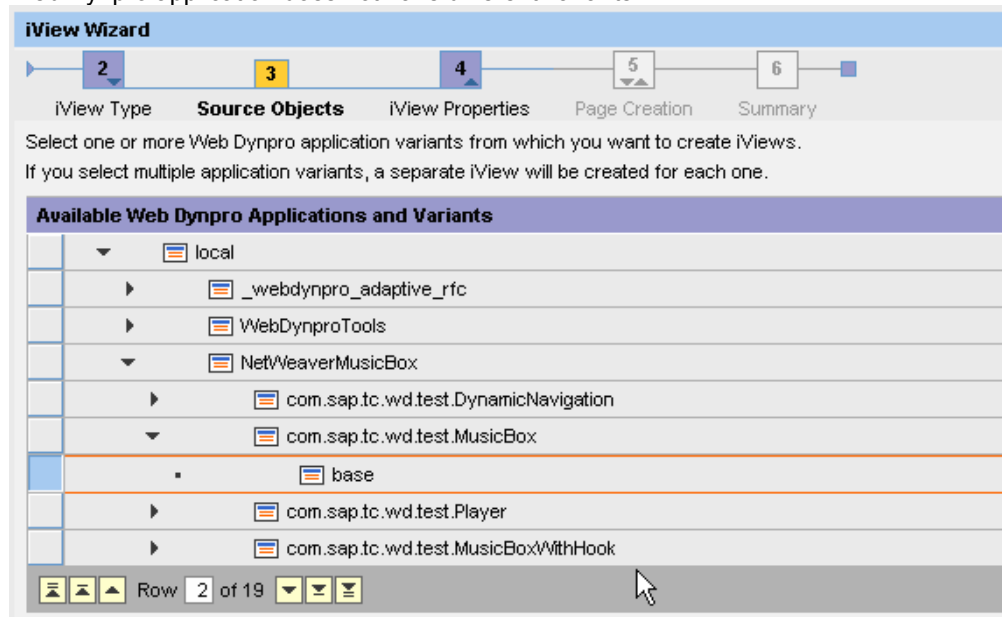 iView Wizard
2 3 4 5 6
iView Type Source Objects iView Properties Page Creation Summary
Select one or more Web Dynpro application variants from which you want to create iViews.
If you select multiple application variants, a separate iView will be created for each one.
Available Web Dynpro Applications and Variants
local
_webdynpro_adaptive_rfc
WebDynproTools
NetWeaverMusicBox
com.sap.tc.wd.test.DynamicNavigation
com.sap.tc.wd.test.MusicBox
base
com.sap.tc.wd.test.Player
com.sap.tc.wd.test.MusicBoxWithHook
Row 2 of 19